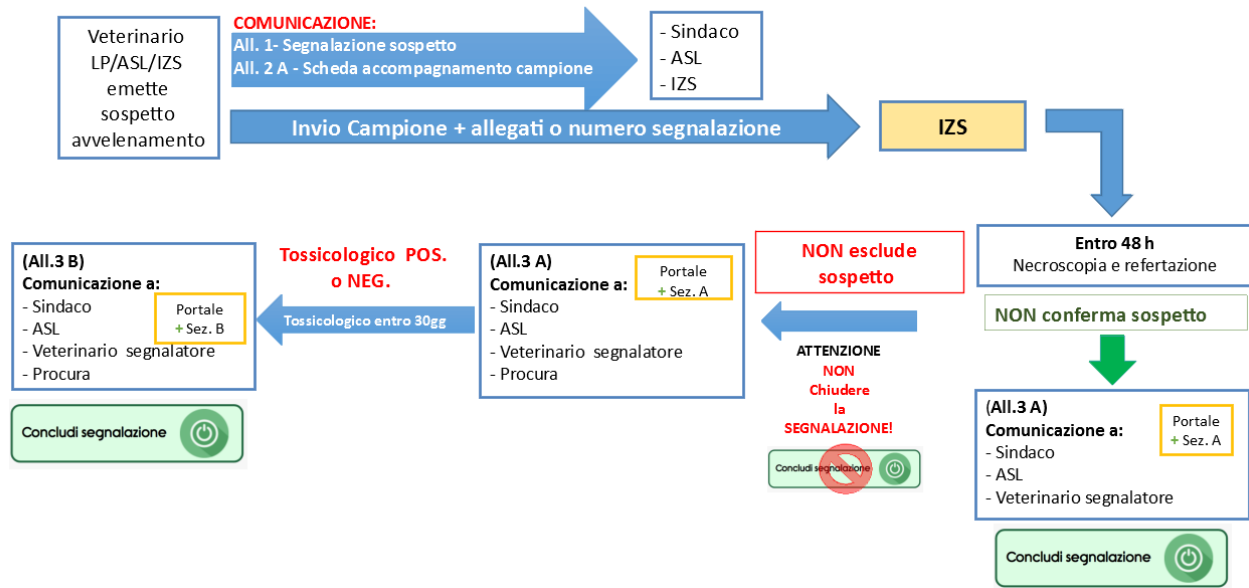 Veterinario
LP/ASL/IZS
emette
sospetto
avvelenamento
COMUNICAZIONE:
All. 1- Segnalazione sospetto
All. 2 A - Scheda accompagnamento campione
- Sindaco
- ASL
- IZS
Invio Campione + allegati o numero segnalazione
IZS
Entro 48 h
Necroscopia e refertazione
NON conferma sospetto
(All.3 A)
Comunicazione a:
- Sindaco
- ASL
- Veterinario segnalatore
Portale
+ Sez. A
Concludi segnalazione
NON esclude
sospetto
ATTENZIONE
NON
Chiudere
la
SEGNALAZIONE!
Concludi segnalazione
(All.3 A)
Comunicazione a:
- Sindaco
- ASL
- Veterinario segnalatore
- Procura
Portale
+ Sez. A
Tossicologico POS.
o NEG.
Tossicologico entro 30gg
(All.3 B)
Comunicazione a:
- Sindaco
- ASL
- Veterinario segnalatore
- Procura
Portale
+ Sez. B
Concludi segnalazione